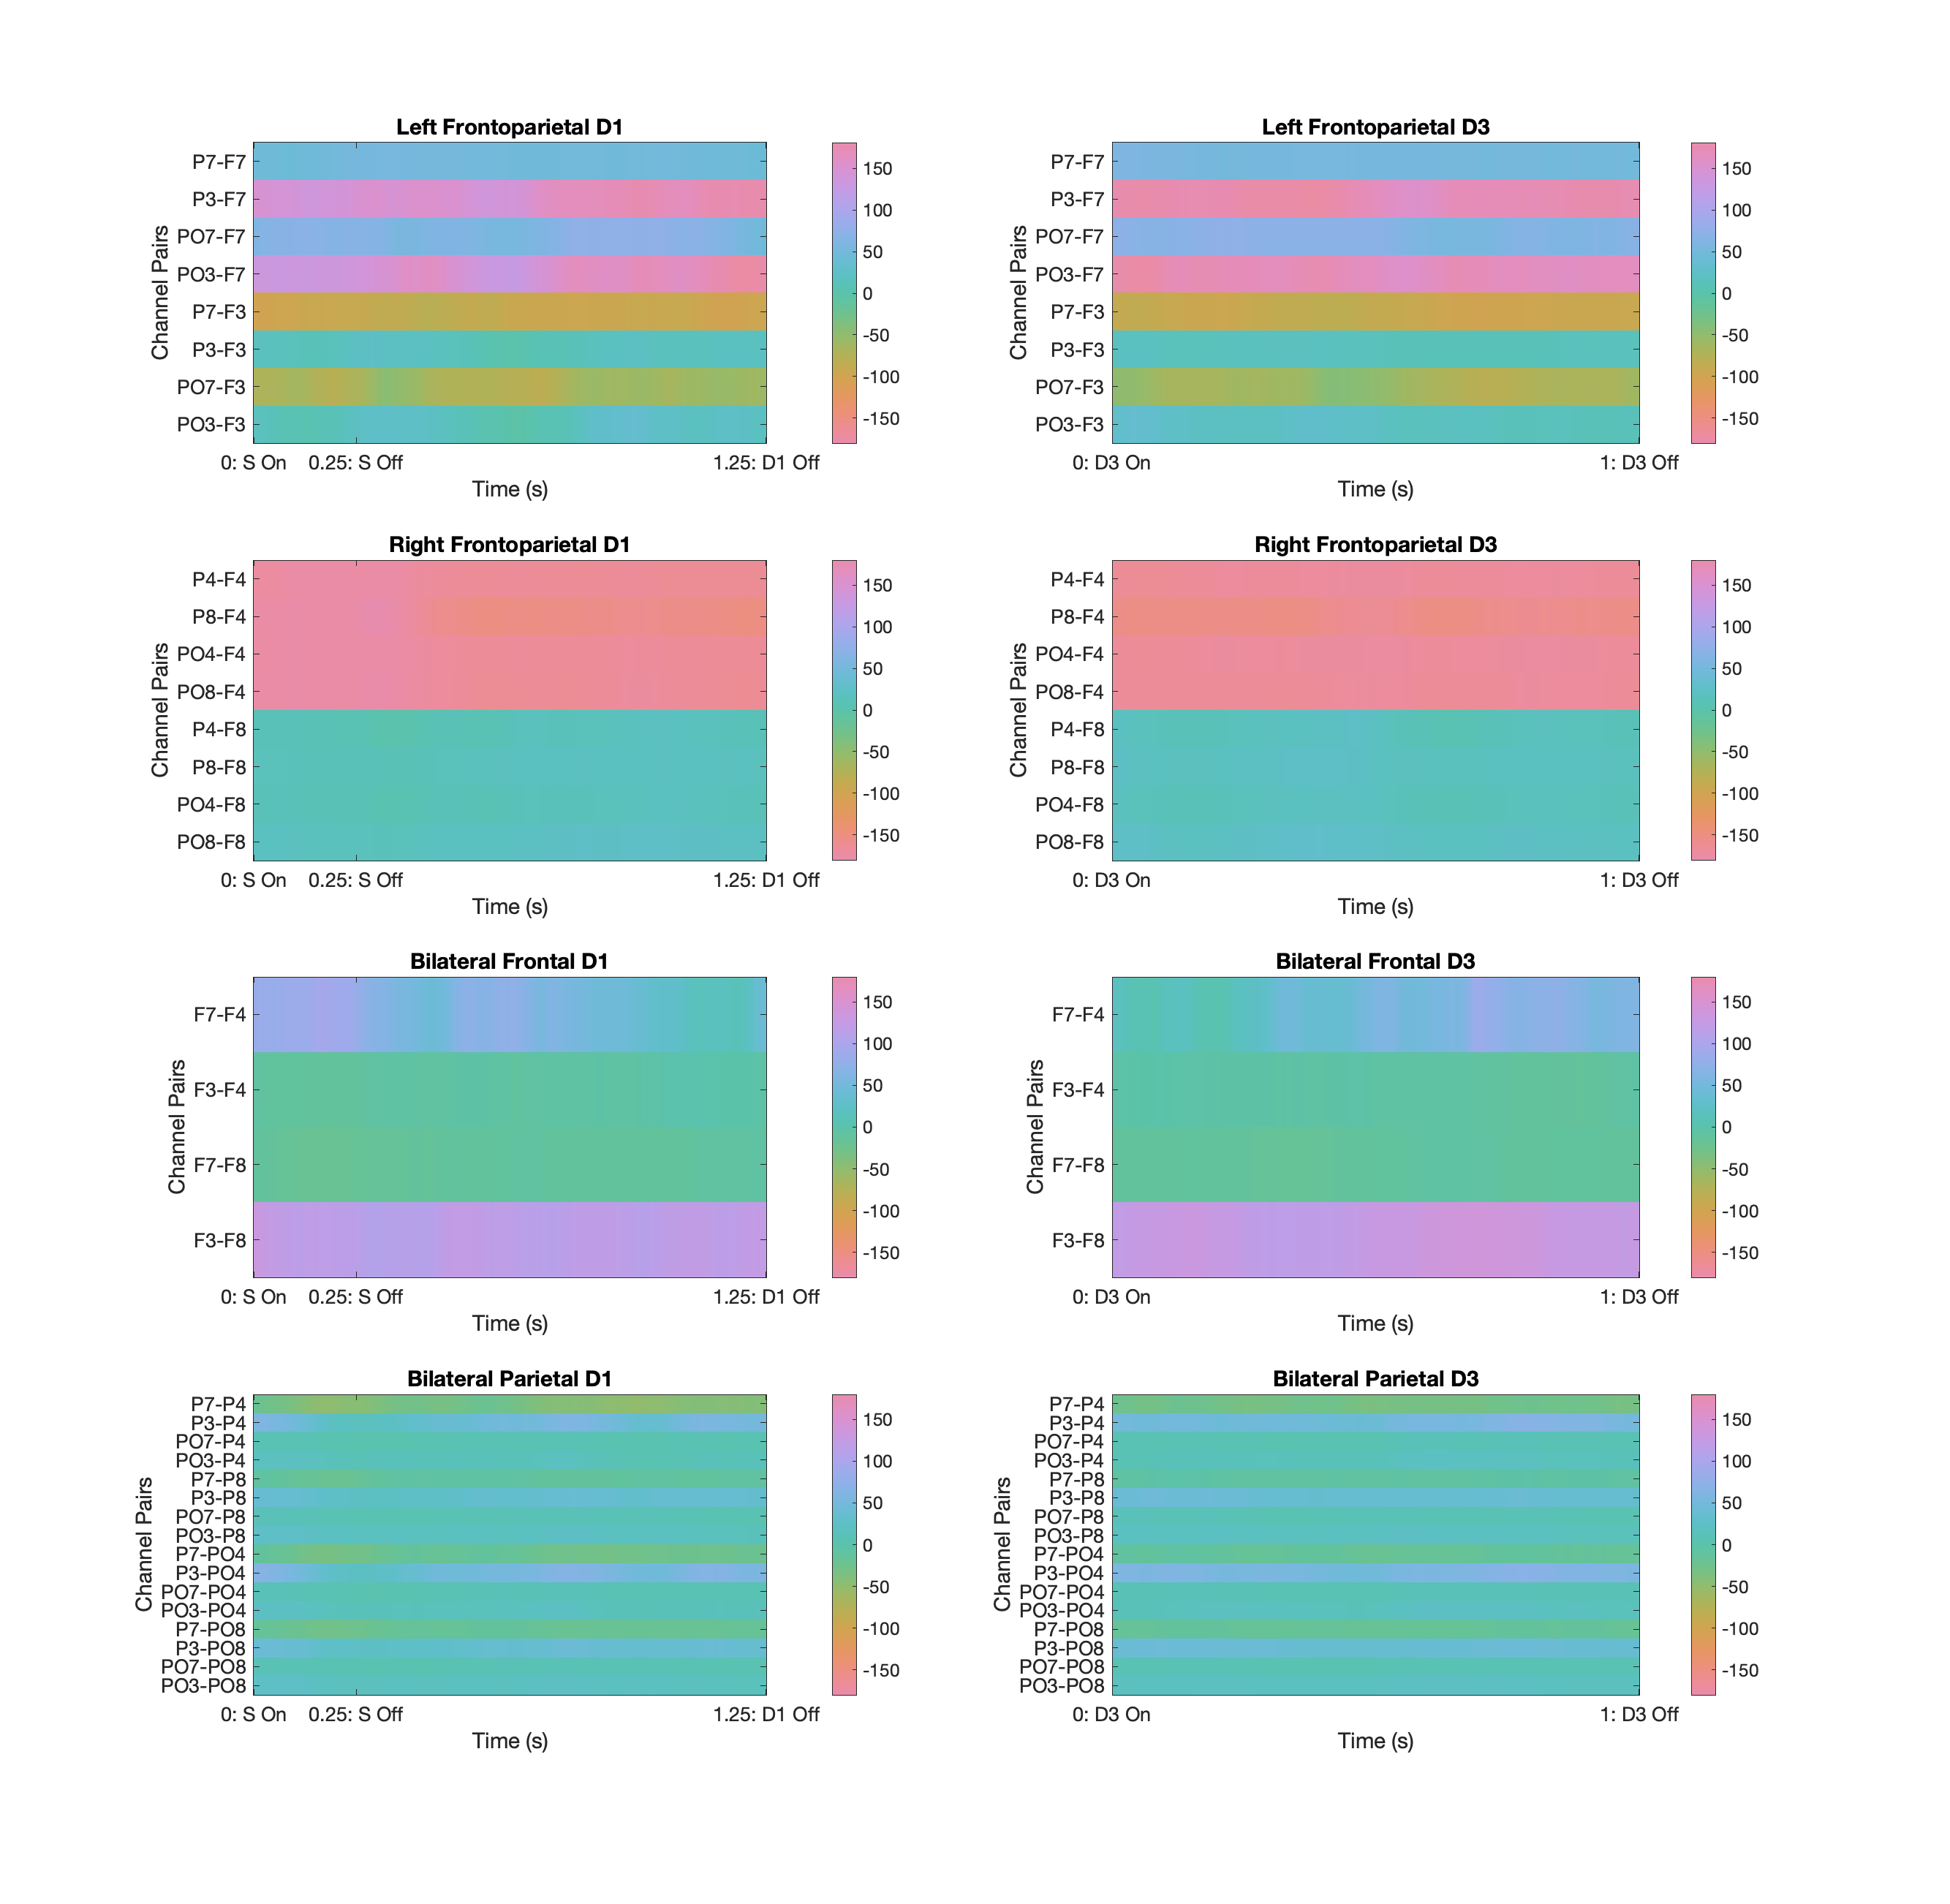 Left Frontoparietal D1
Channel Pairs
P7-F7
P3-F7
PO7-F7
PO3-F7
P7-F3
P3-F3
PO7-F3
PO3-F3
0: S On 0.25: S Off 1.25: D1 Off
Time (s)
150
100
50
0
-50
-100
-150
Left Frontoparietal D3
Channel Pairs
P7-F7
P3-F7
PO7-F7
PO3-F7
P7-F3
P3-F3
PO7-F3
PO3-F3
0: D3 On 1: D3 Off
Time (s)
150
100
50
0
-50
-100
-150
Right Frontoparietal D1
Channel Pairs
P4-F4
P8-F4
PO4-F4
PO8-F4
P4-F8
P8-F8
PO4-F8
PO8-F8
0: S On 0.25: S Off 1.25: D1 Off
Time (s)
150
100
50
0
-50
-100
-150
Right Frontoparietal D3
Channel Pairs
P4-F4
P8-F4
PO4-F4
PO8-F4
P4-F8
P8-F8
PO4-F8
PO8-F8
0: D3 On 1: D3 Off
Time (s)
150
100
50
0
-50
-100
-150
Bilateral Frontal D1
Channel Pairs
F7-F4
F3-F4
F7-F8
F3-F8
0: S On 0.25: S Off 1.25: D1 Off
Time (s)
150
100
50
0
-50
-100
-150
Bilateral Frontal D3
Channel Pairs
F7-F4
F3-F4
F7-F8
F3-F8
0: D3 On 1: D3 Off
Time (s)
150
100
50
0
-50
-100
-150
Bilateral Parietal D1
Channel Pairs
P7-P4
P3-P4
PO7-P4
PO3-P4
P7-P8
P3-P8
PO7-P8
PO3-P8
P7-PO4
P3-PO4
PO7-PO4
PO3-PO4
P7-PO8
P3-PO8
PO7-PO8
PO3-PO8
0: S On 0.25: S Off 1.25: D1 Off
Time (s)
150
100
50
0
-50
-100
-150
Bilateral Parietal D3
Channel Pairs
P7-P4
P3-P4
PO7-P4
PO3-P4
P7-P8
P3-P8
PO7-P8
PO3-P8
P7-PO4
P3-PO4
PO7-PO4
PO3-PO4
P7-PO8
P3-PO8
PO7-PO8
PO3-PO8
0: D3 On 1: D3 Off
Time (s)
150
100
50
0
-50
-100
-150